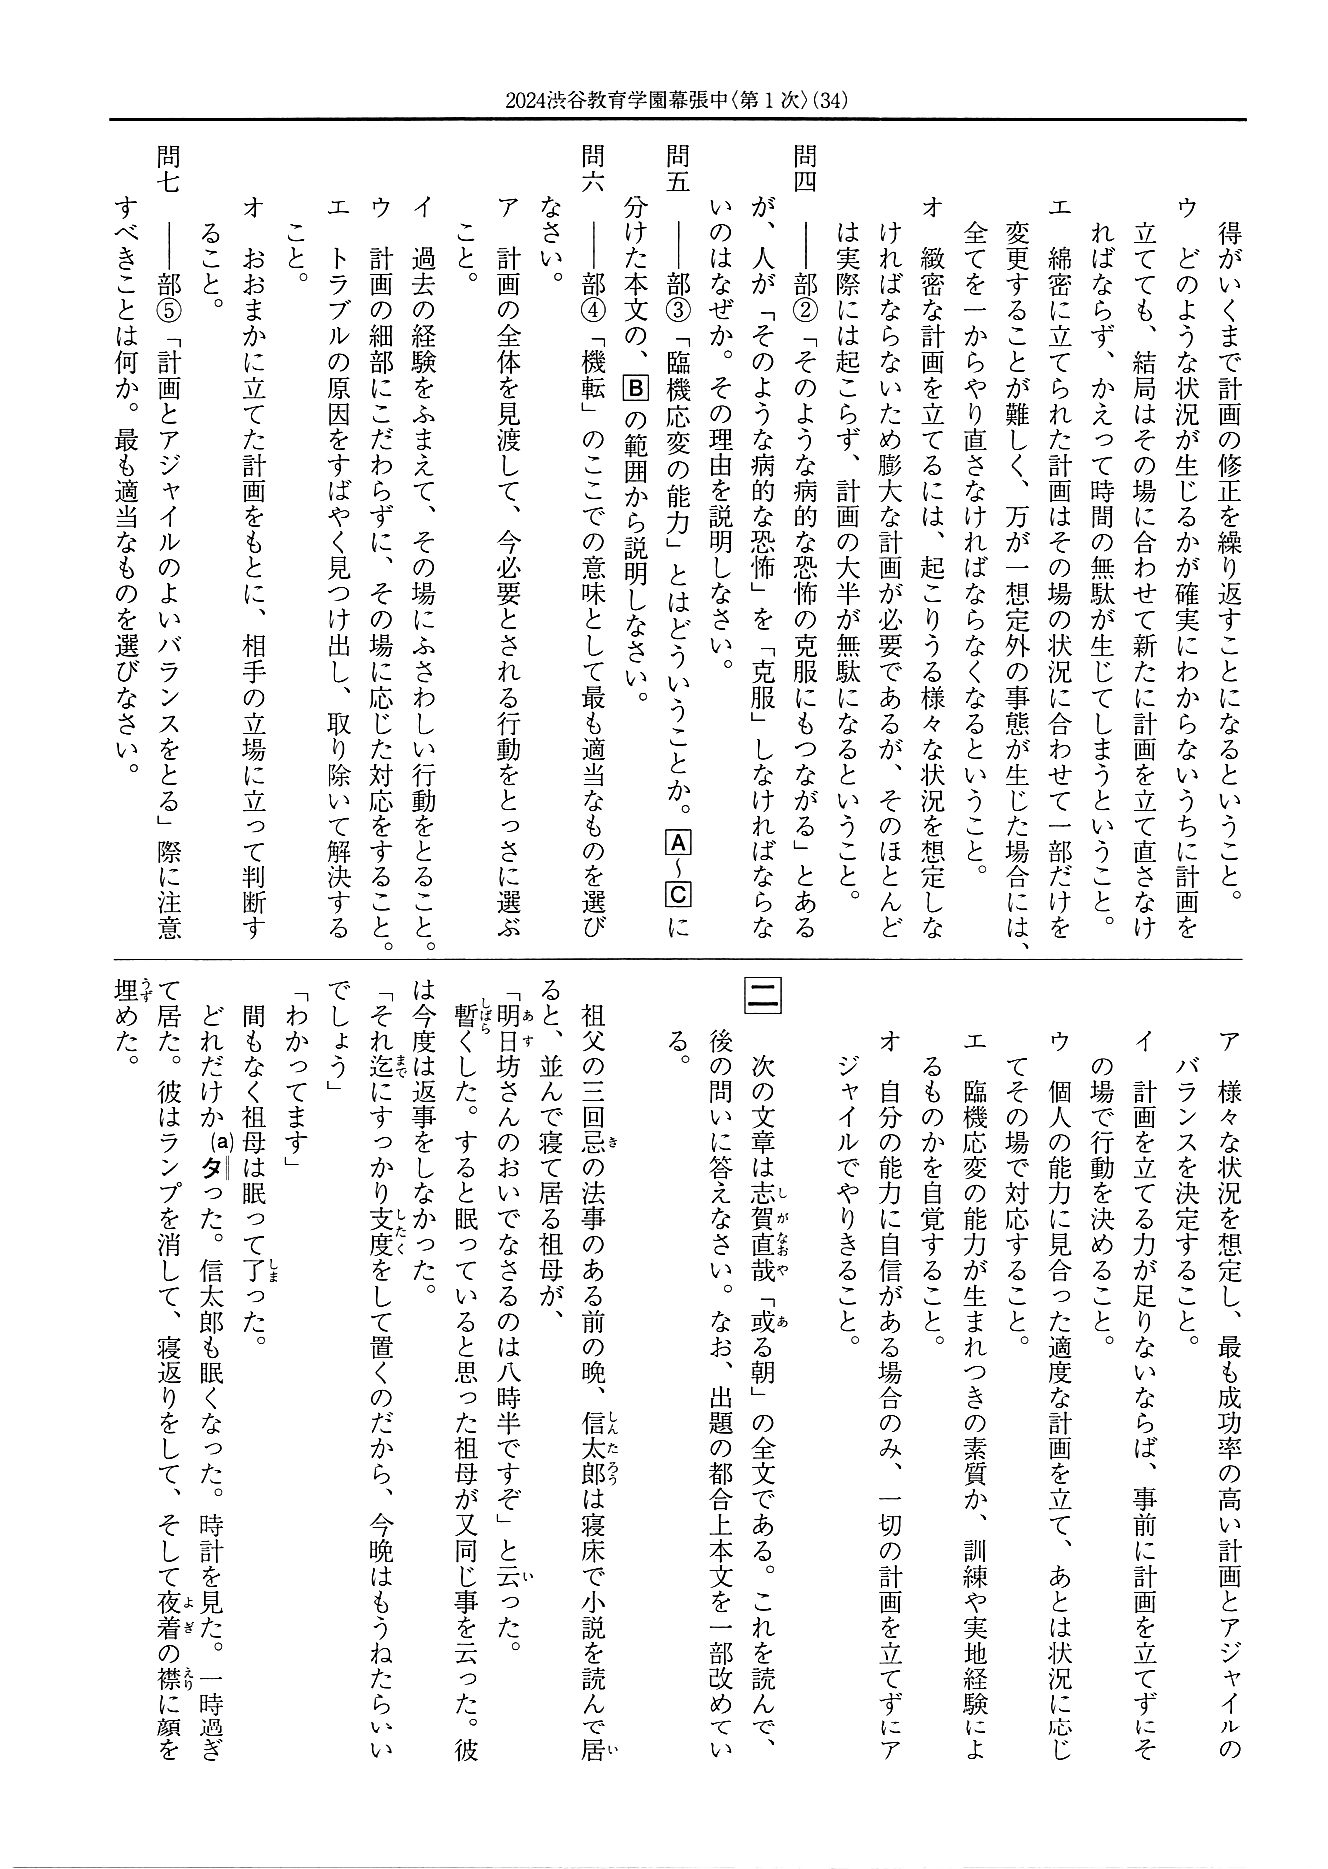 2024渋谷教育学園幕張中〈第1次〉(34)
得がいくまで計画の修正を繰り返すことになるということ。
ウ　どのような状況が生じるかが確実にわからないうちに計画を
立てても、結局はその場に合わせて新たに計画を立て直さなけ
ればならず、かえって時間の無駄が生じてしまうということ。
エ　綿密に立てられた計画はその場の状況に合わせて一部だけを
変更することが難しく、万が一想定外の事態が生じた場合には、
全てを一からやり直さなければならなくなるということ。
オ　緻密な計画を立てるには、起こりうる様々な状況を想定しな
ければならないため膨大な計画が必要であるが、そのほとんど
は実際には起こらず、計画の大半が無駄になるということ。
問四　――部②「そのような病的な恐怖の克服にもつながる」とある
が、人が「そのような病的な恐怖」を「克服」しなければならな
いのはなぜか。その理由を説明しなさい。
問五　――部③「臨機応変の能力」とはどういうことか。A～Cに
分けた本文の、Bの範囲から説明しなさい。
問六　――部④「機転」のここでの意味として最も適当なものを選び
なさい。
ア　計画の全体を見渡して、今必要とされる行動をとっさに選ぶ
こと。
イ　過去の経験をふまえて、その場にふさわしい行動をとること。
ウ　計画の細部にこだわらずに、その場に応じた対応をすること。
エ　トラブルの原因をすばやく見つけ出し、取り除いて解決する
こと。
オ　おおまかに立てた計画をもとに、相手の立場に立って判断す
ること。
問七　――部⑤「計画とアジャイルのよいバランスをとる」際に注意
すべきことは何か。最も適当なものを選びなさい。
ア　様々な状況を想定し、最も成功率の高い計画とアジャイルの
バランスを決定すること。
イ　計画を立てる力が足りないならば、事前に計画を立てずにそ
の場で行動を決めること。
ウ　個人の能力に見合った適度な計画を立て、あとは状況に応じ
てその場で対応すること。
エ　臨機応変の能力が生まれつきの素質か、訓練や実地経験によ
るものかを自覚すること。
オ　自分の能力に自信がある場合のみ、一切の計画を立てずにア
ジャイルでやりきること。
二　次の文章は志賀直哉「或る朝」の全文である。これを読んで、
後の問いに答えなさい。なお、出題の都合上本文を一部改めてい
る。
祖父の三回忌の法事のある前の晩、信太郎は寝床で小説を読んで居
ると、並んで寝て居る祖母が、
「明日坊さんのおいでなさるのは八時半ですぞ」と云った。
暫くした。すると眠っていると思った祖母が又同じ事を云った。彼
は今度は返事をしなかった。
「それ迄にすっかり支度をして置くのだから、今晩はもうねたらいい
でしょう」
「わかってます」
間もなく祖母は眠って了った。
どれだけか(a)タった。信太郎も眠くなった。時計を見た。一時過ぎ
て居た。彼はランプを消して、寝返りをして、そして夜着の襟に顔を
埋めた。